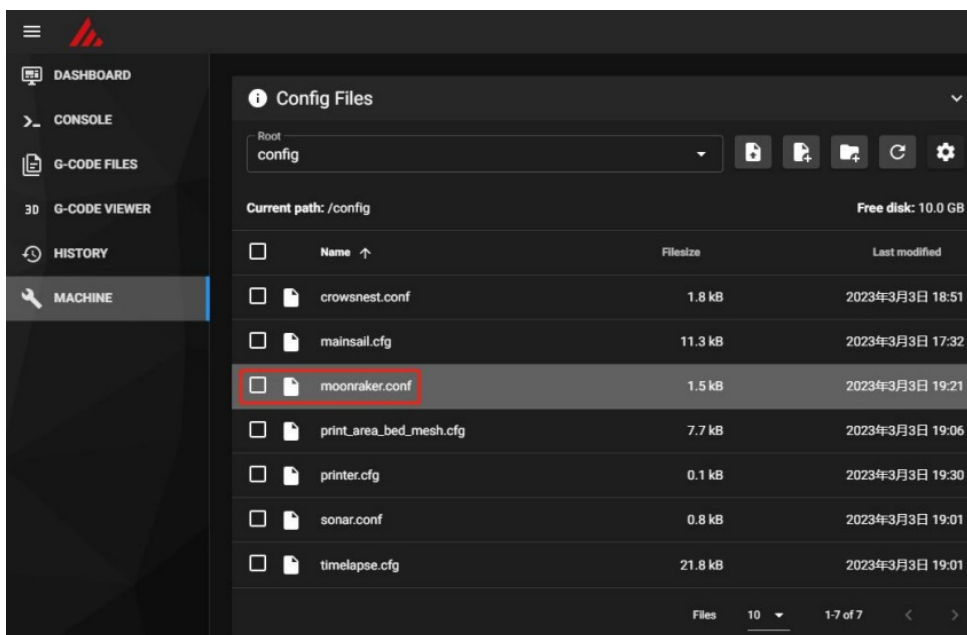 DASHBOARD
CONSOLE
G-CODE FILES
3D G-CODE VIEWER
HISTORY
MACHINE
Config Files
Root
config
Current path: /config Free disk: 10.0 GB
Name Filesize Last modified
crowsnest.conf 1.8 kB 2023年3月3日 18:51
mainsail.cfg 11.3 kB 2023年3月3日 17:32
moonraker.conf 1.5 kB 2023年3月3日 19:21
print_area_bed_mesh.cfg 7.7 kB 2023年3月3日 19:06
printer.cfg 0.1 kB 2023年3月3日 19:30
sonar.conf 0.8 kB 2023年3月3日 19:01
timelapse.cfg 21.8 kB 2023年3月3日 19:01
Files 10 1-7 of 7